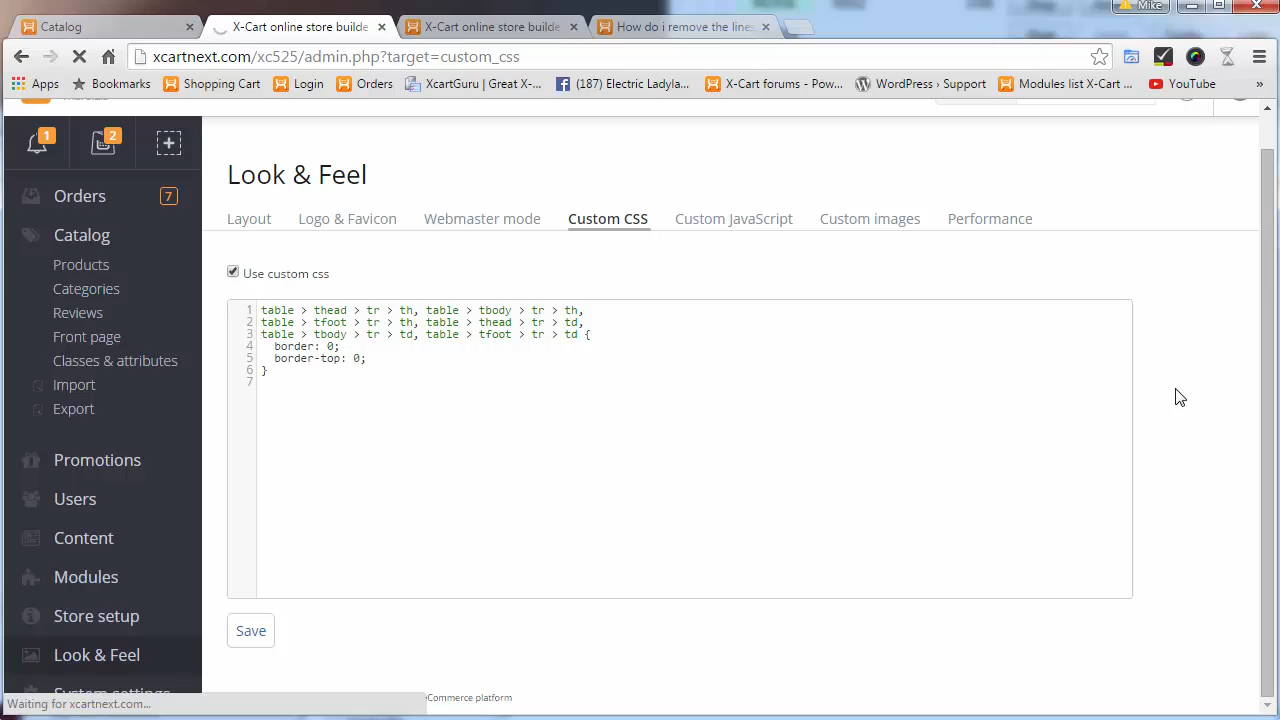 Mike
Catalog
X-Cart online store builde
X-Cart online store builde
How do i remove the lines
xcartnext.com/xc525/admin.php?target=custom_css
Apps
Bookmarks
Shopping Cart
Login
Orders
XcartGuru | Great X-...
(187) Electric Ladyla...
X-Cart forums - Pow...
WordPress › Support
Modules list X-Cart ...
YouTube
»
1
2
Orders
7
Catalog
Products
Categories
Reviews
Front page
Classes & attributes
Import
Export
Promotions
Users
Content
Modules
Store setup
Look & Feel
System settings
Look & Feel
Layout
Logo & Favicon
Webmaster mode
Custom CSS
Custom JavaScript
Custom images
Performance
Use custom css
1 table > thead > tr > th, table > tbody > tr > th,
2 table > tfoot > tr > th, table > thead > tr > td,
3 table > tbody > tr > td, table > tfoot > tr > td {
4 border: 0;
5 border-top: 0;
6 }
7
Save
eCommerce platform
Waiting for xcartnext.com...